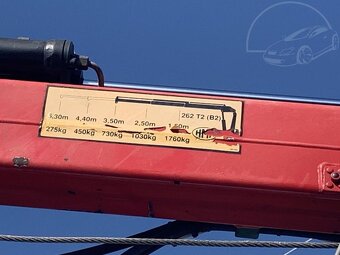 262 T2 (B2)
5,30m 4,40m 3,50m 2,50m 1,60m
275kg 450kg 730kg 1030kg 1760kg